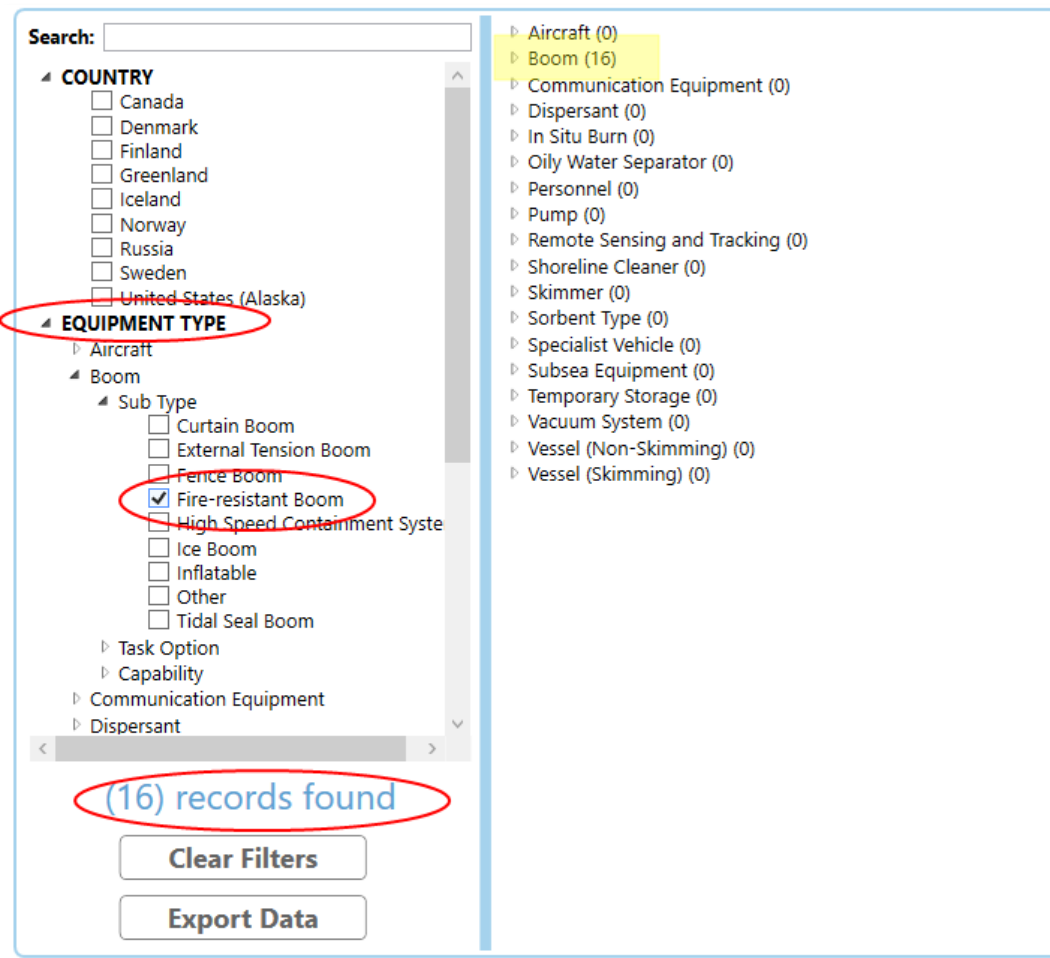 Search:
COUNTRY
Canada
Denmark
Finland
Greenland
Iceland
Norway
Russia
Sweden
United States (Alaska)
EQUIPMENT TYPE
Aircraft
Boom
Sub Type
Curtain Boom
External Tension Boom
Fence Boom
Fire-resistant Boom
High Speed Containment Syste
Ice Boom
Inflatable
Other
Tidal Seal Boom
Task Option
Capability
Communication Equipment
Dispersant
(16) records found
Clear Filters
Export Data
Aircraft (0)
Boom (16)
Communication Equipment (0)
Dispersant (0)
In Situ Burn (0)
Oily Water Separator (0)
Personnel (0)
Pump (0)
Remote Sensing and Tracking (0)
Shoreline Cleaner (0)
Skimmer (0)
Sorbent Type (0)
Specialist Vehicle (0)
Subsea Equipment (0)
Temporary Storage (0)
Vacuum System (0)
Vessel (Non-Skimming) (0)
Vessel (Skimming) (0)